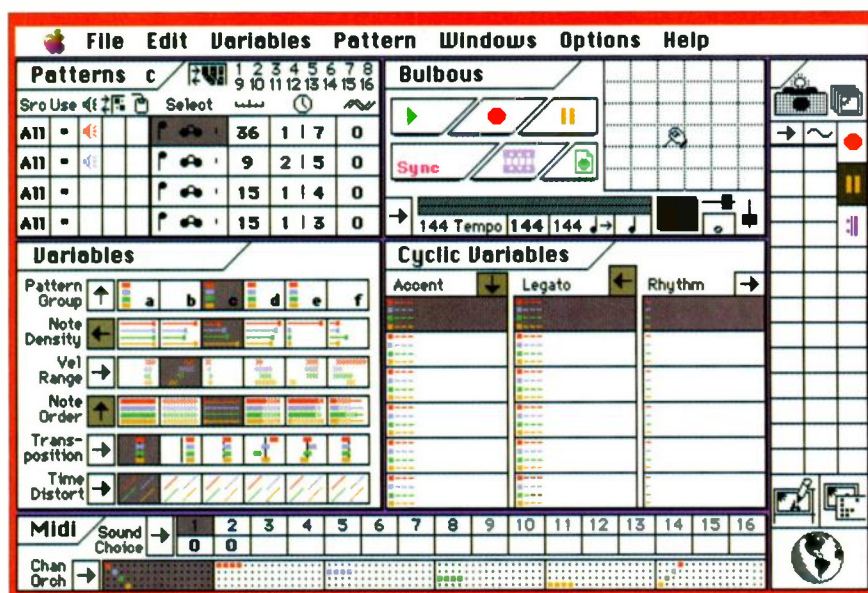 File Edit Variables Pattern Windows Options Help
Patterns c
1 2 3 4 5 6 7 8
9 10 11 12 13 14 15 16
Src Use Select
All 36 1 7 0
All 9 2 5 0
All 15 1 4 0
All 15 1 3 0
Bulbous
Sync
144 Tempo 144 144
Variables
Pattern Group a b c d e f
Note Density
Vel Range
Note Order
Trans-
position
Time Distort
Cyclic Variables
Accent Legato Rhythm
Midi
Sound Choice 1 2 3 4 5 6 7 8 9 10 11 12 13 14 15 16
0 0
Chan Orch